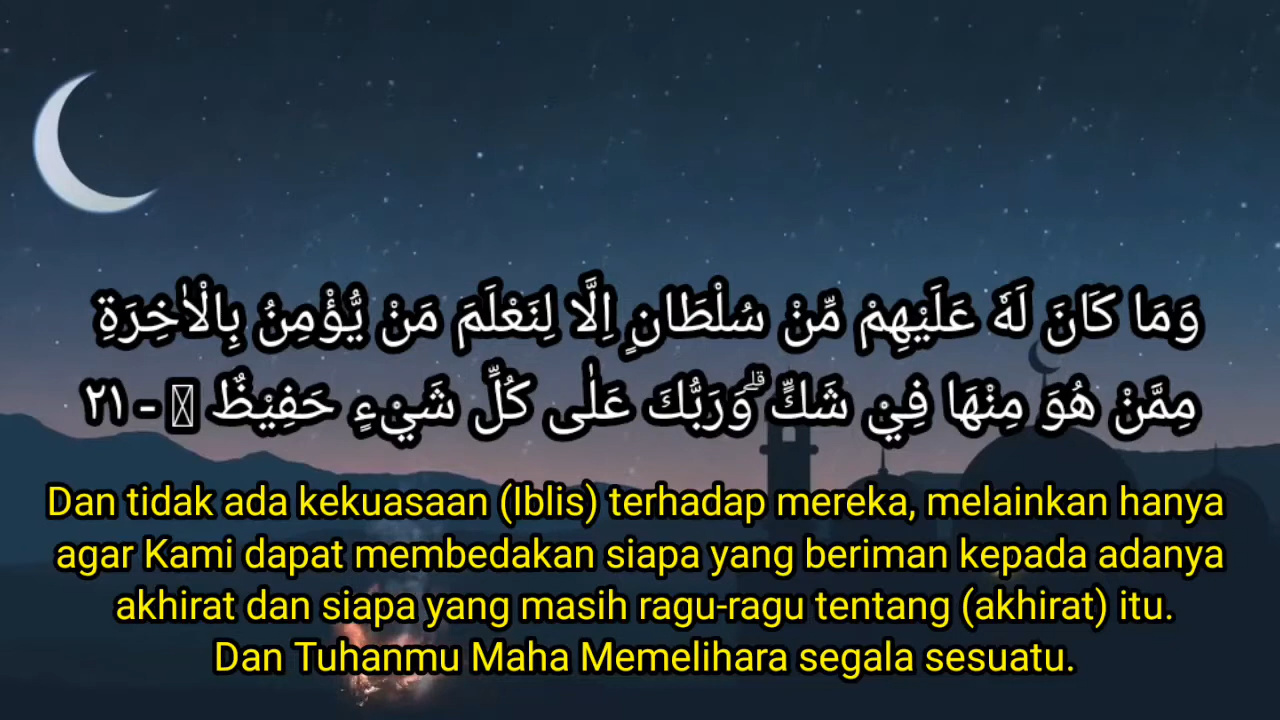 وَمَا كَانَ لَهٗ عَلَيْهِمْ مِّنْ سُلْطَانٍ اِلَّا لِنَعْلَمَ مَنْ يُّؤْمِنُ بِالْاٰخِرَةِ
مِمَّنْ هُوَ مِنْهَا فِيْ شَكٍّ ۗوَرَبُّكَ عَلٰى كُلِّ شَيْءٍ حَفِيْظٌ - ٢١
Dan tidak ada kekuasaan (Iblis) terhadap mereka, melainkan hanya
agar Kami dapat membedakan siapa yang beriman kepada adanya
akhirat dan siapa yang masih ragu-ragu tentang (akhirat) itu.
Dan Tuhanmu Maha Memelihara segala sesuatu.